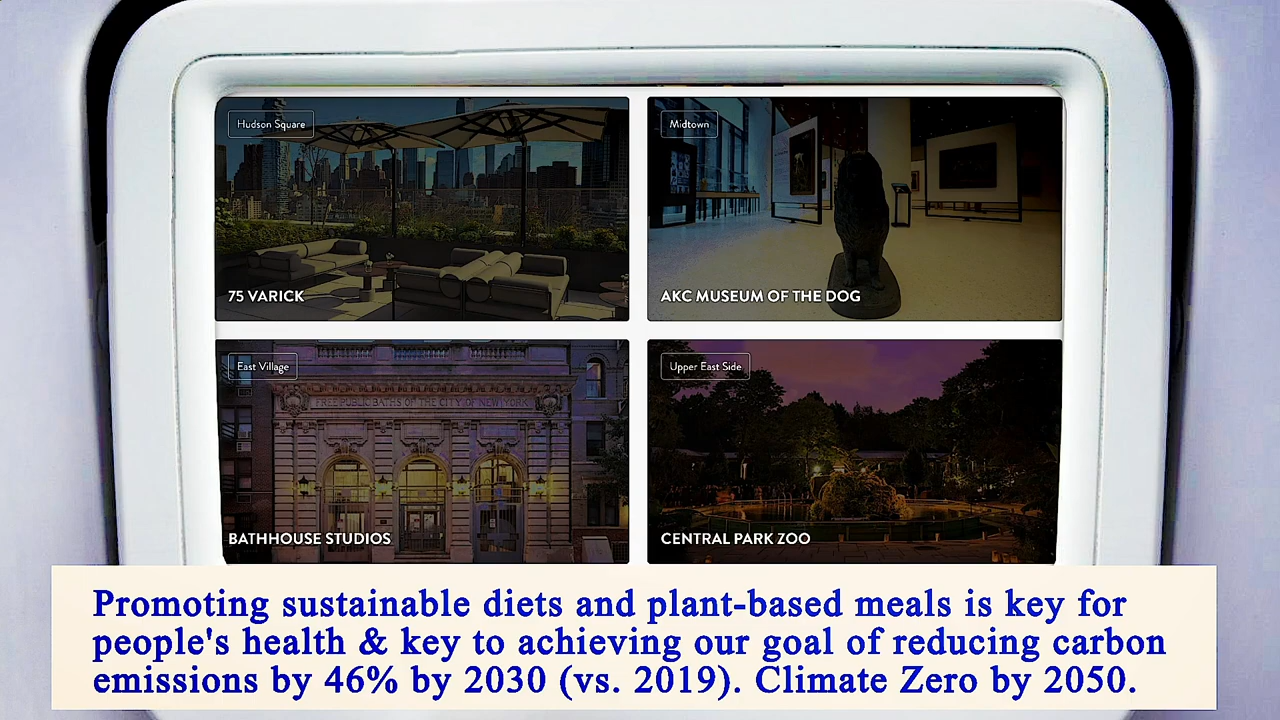 Hudson Square
75 VARICK
Midtown
AKC MUSEUM OF THE DOG
East Village
FREE PUBLIC BATHS OF THE CITY OF NEW YORK
BATHHOUSE STUDIOS
Upper East Side
CENTRAL PARK ZOO
Promoting sustainable diets and plant-based meals is key for
people's health & key to achieving our goal of reducing carbon
emissions by 46% by 2030 (vs. 2019). Climate Zero by 2050.